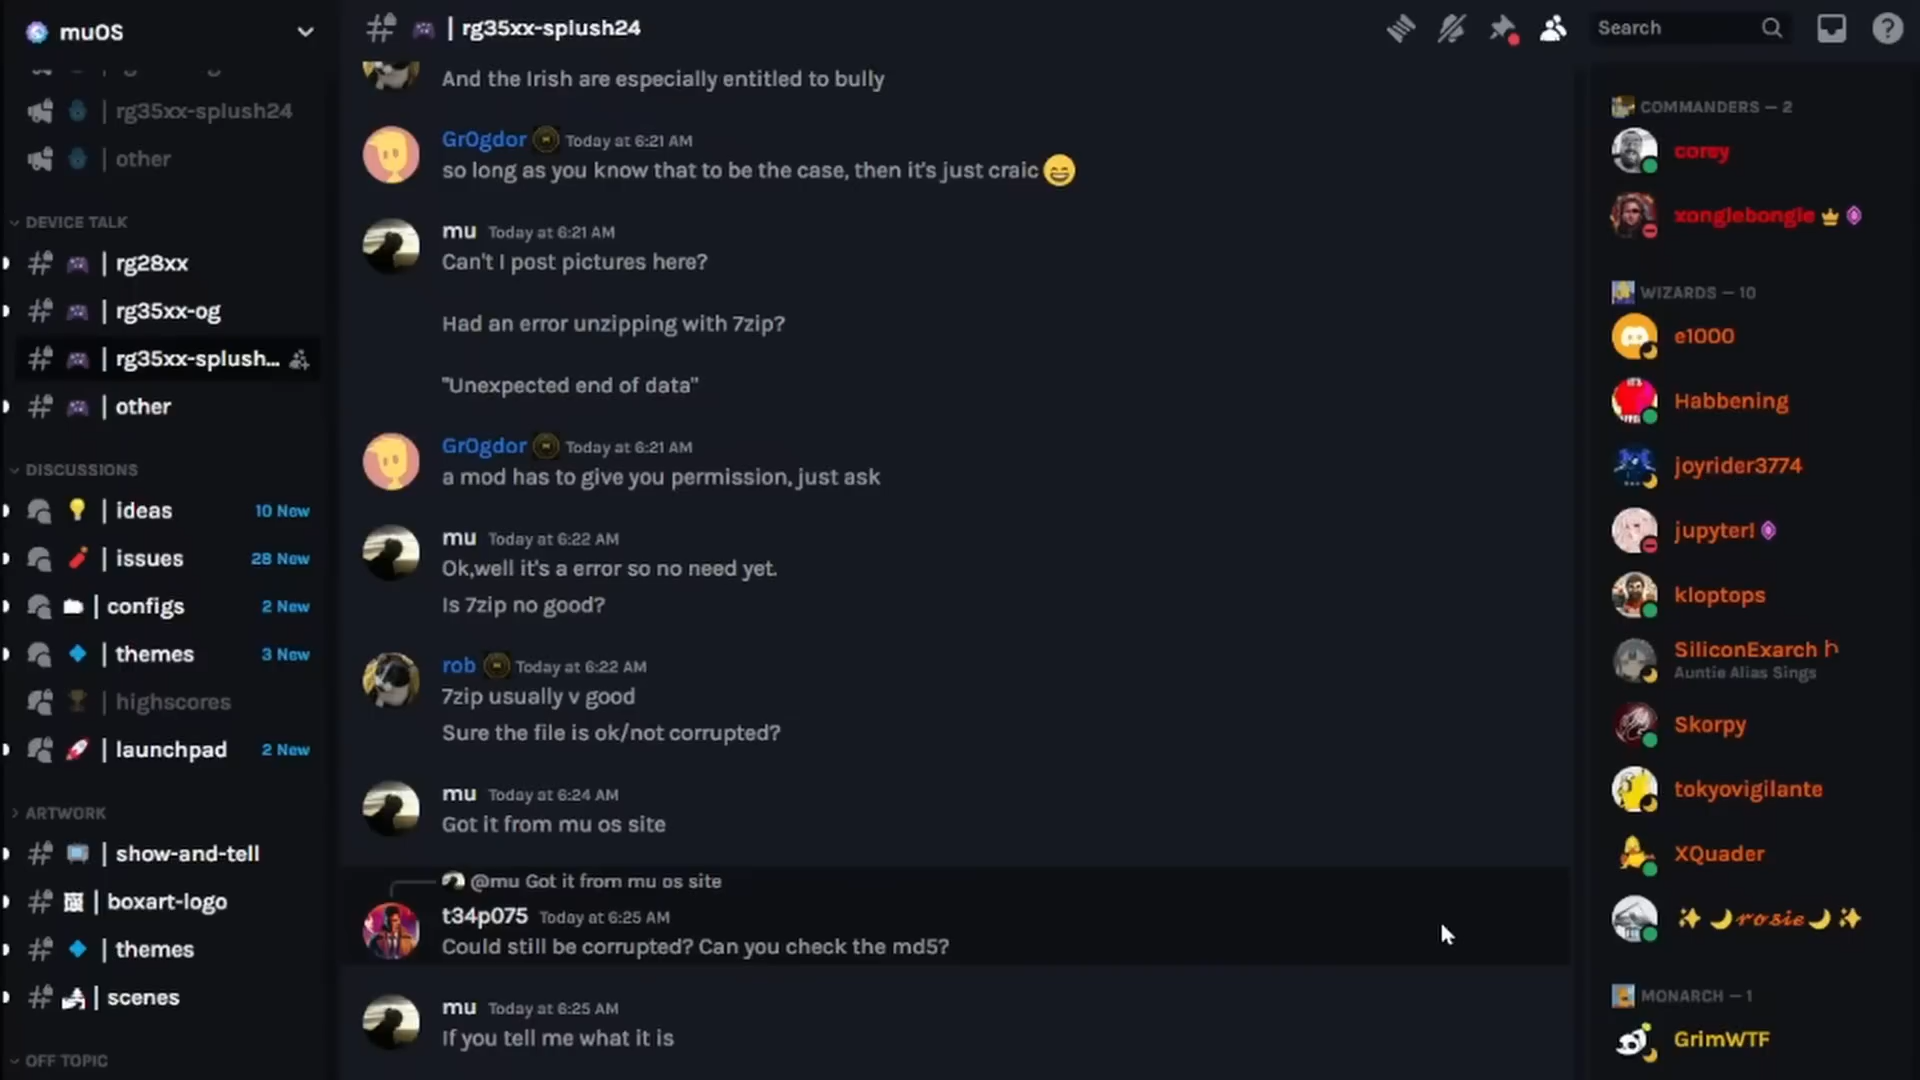 muOS
rg35xx-splush24
other
DEVICE TALK
rg28xx
rg35xx-og
rg35xx-splush...
other
DISCUSSIONS
ideas 10 New
issues 28 New
configs 2 New
themes 3 New
highscores
launchpad 2 New
ARTWORK
show-and-tell
boxart-logo
themes
scenes
OFF TOPIC
# | rg35xx-splush24
Search
And the Irish are especially entitled to bully
Gr0gdor Today at 6:21 AM
so long as you know that to be the case, then it's just craic 😄
mu Today at 6:21 AM
Can't I post pictures here?
Had an error unzipping with 7zip?
"Unexpected end of data"
Gr0gdor Today at 6:21 AM
a mod has to give you permission, just ask
mu Today at 6:22 AM
Ok,well it's a error so no need yet.
Is 7zip no good?
rob Today at 6:22 AM
7zip usually v good
Sure the file is ok/not corrupted?
mu Today at 6:24 AM
Got it from mu os site
@mu Got it from mu os site
t34p075 Today at 6:25 AM
Could still be corrupted? Can you check the md5?
mu Today at 6:25 AM
If you tell me what it is
COMMANDERS — 2
corey
xonglebongle
WIZARDS — 10
e1000
Habbening
joyrider3774
jupyter!
kloptops
SiliconExarch
Auntie Alias Sings
Skorpy
tokyovigilante
XQuader
✨🌙𝓻𝓸𝓼𝓲𝓮🌙✨
MONARCH — 1
GrimWTF